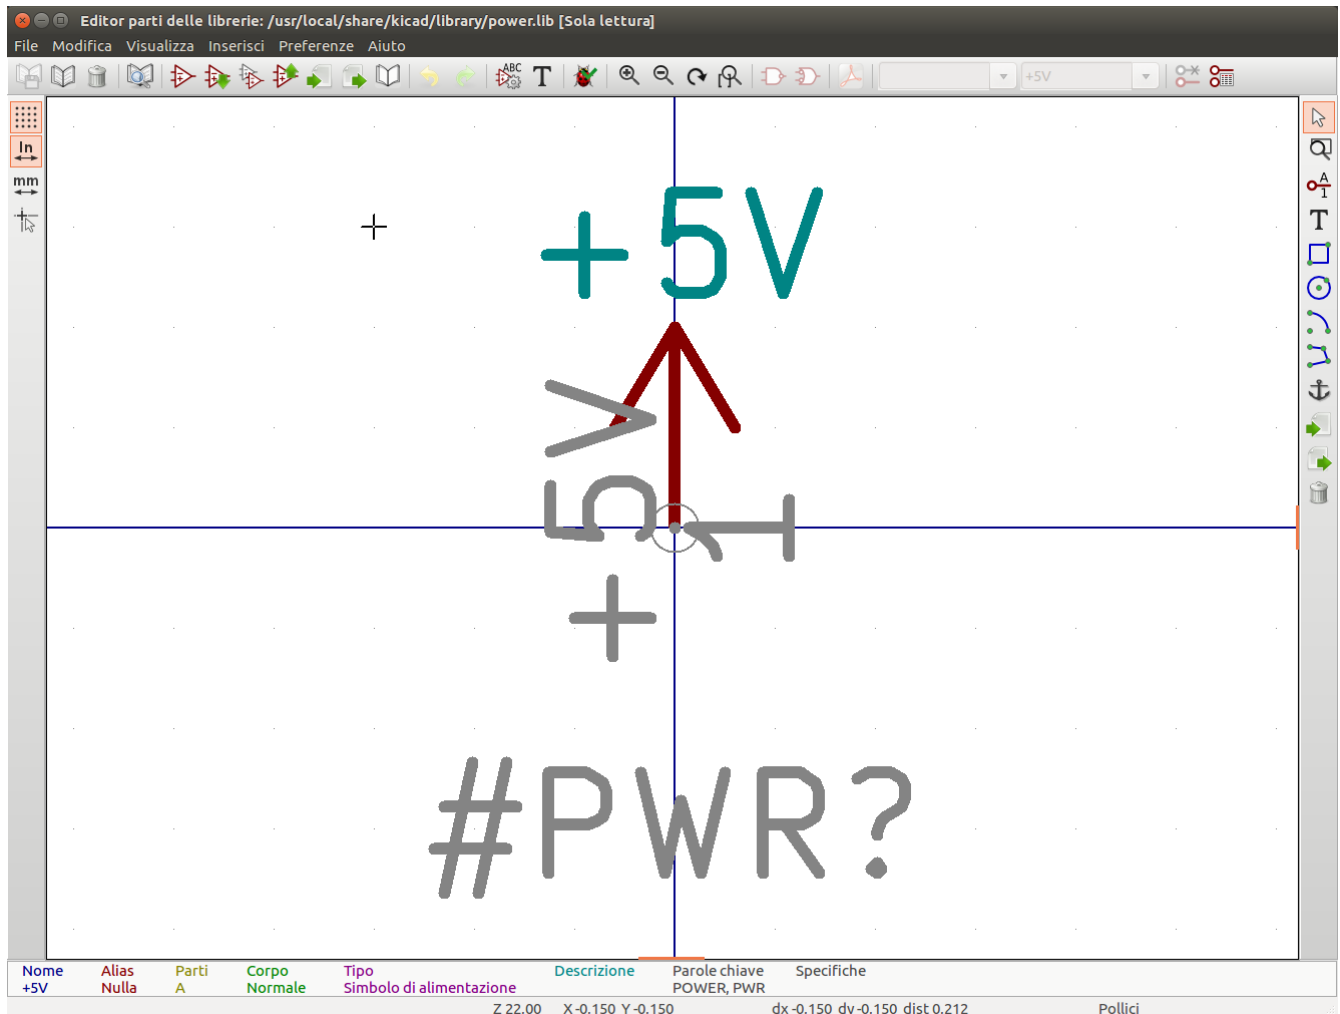 Editor parti delle librerie: /usr/local/share/kicad/library/power.lib [Sola lettura]
File Modifica Visualizza Inserisci Preferenze Aiuto
ABC T +5V
In
mm
A
1
T
+5V
+5V
1
#PWR?
Nome Alias Parti Corpo Tipo Descrizione Parole chiave Specifiche
+5V Nulla A Normale Simbolo di alimentazione POWER, PWR
Z 22.00 X -0.150 Y -0.150 dx -0.150 dy -0.150 dist 0.212 Pollici